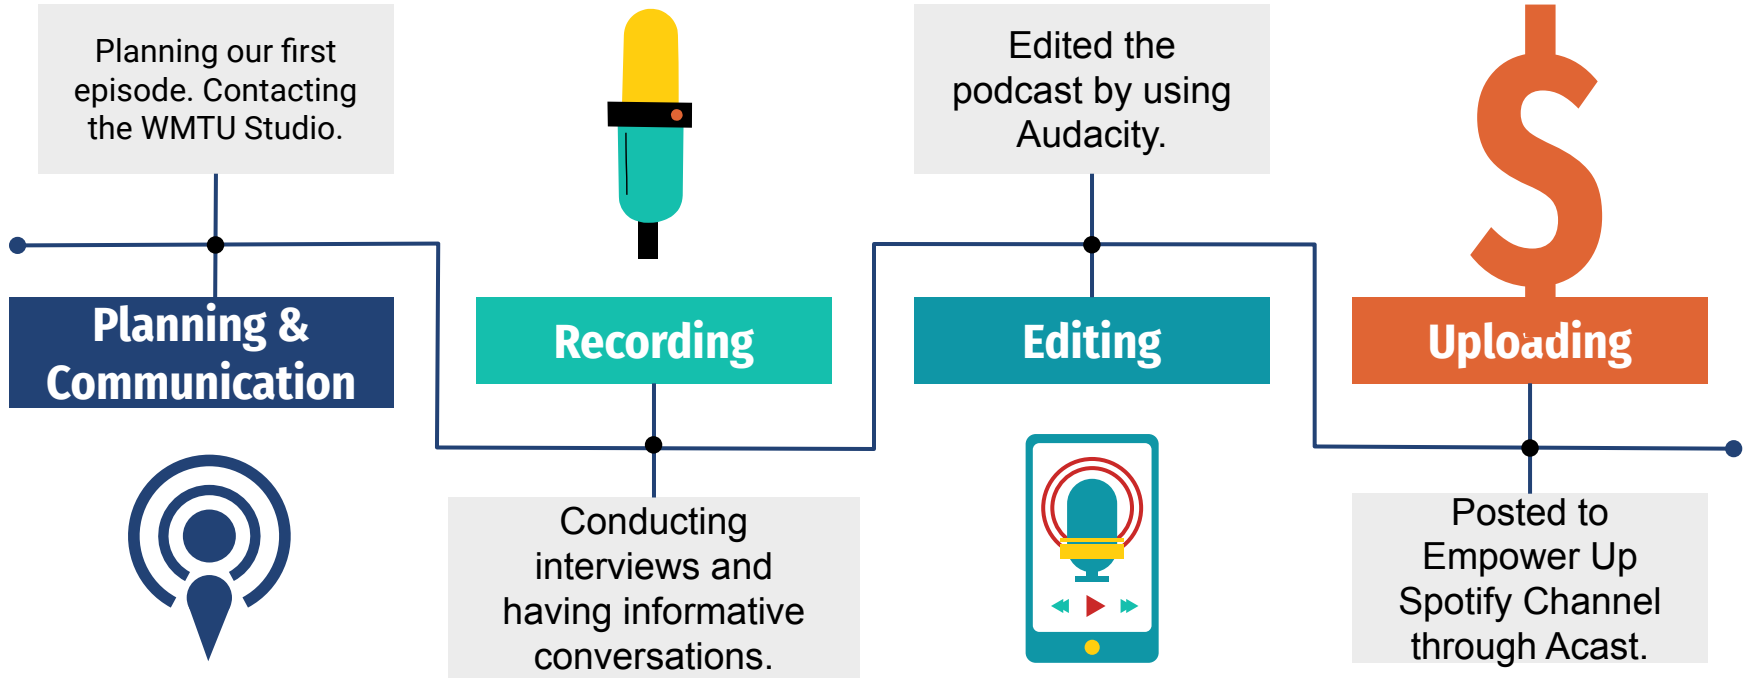 Planning our first
episode. Contacting
the WMTU Studio.
Planning &
Communication
Recording
Conducting
interviews and
having informative
conversations.
Edited the
podcast by using
Audacity.
Editing
Uploading
Posted to
Empower Up
Spotify Channel
through Acast.